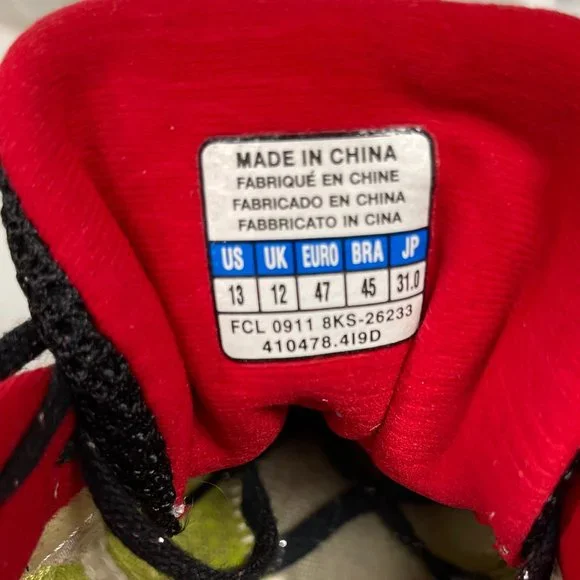 MADE IN CHINA
FABRIQUÉ EN CHINE
FABRICADO EN CHINA
FABBRICATO IN CINA
US UK EURO BRA JP
13 12 47 45 31.0
FCL 0911 8KS-26233
410478.4I9D